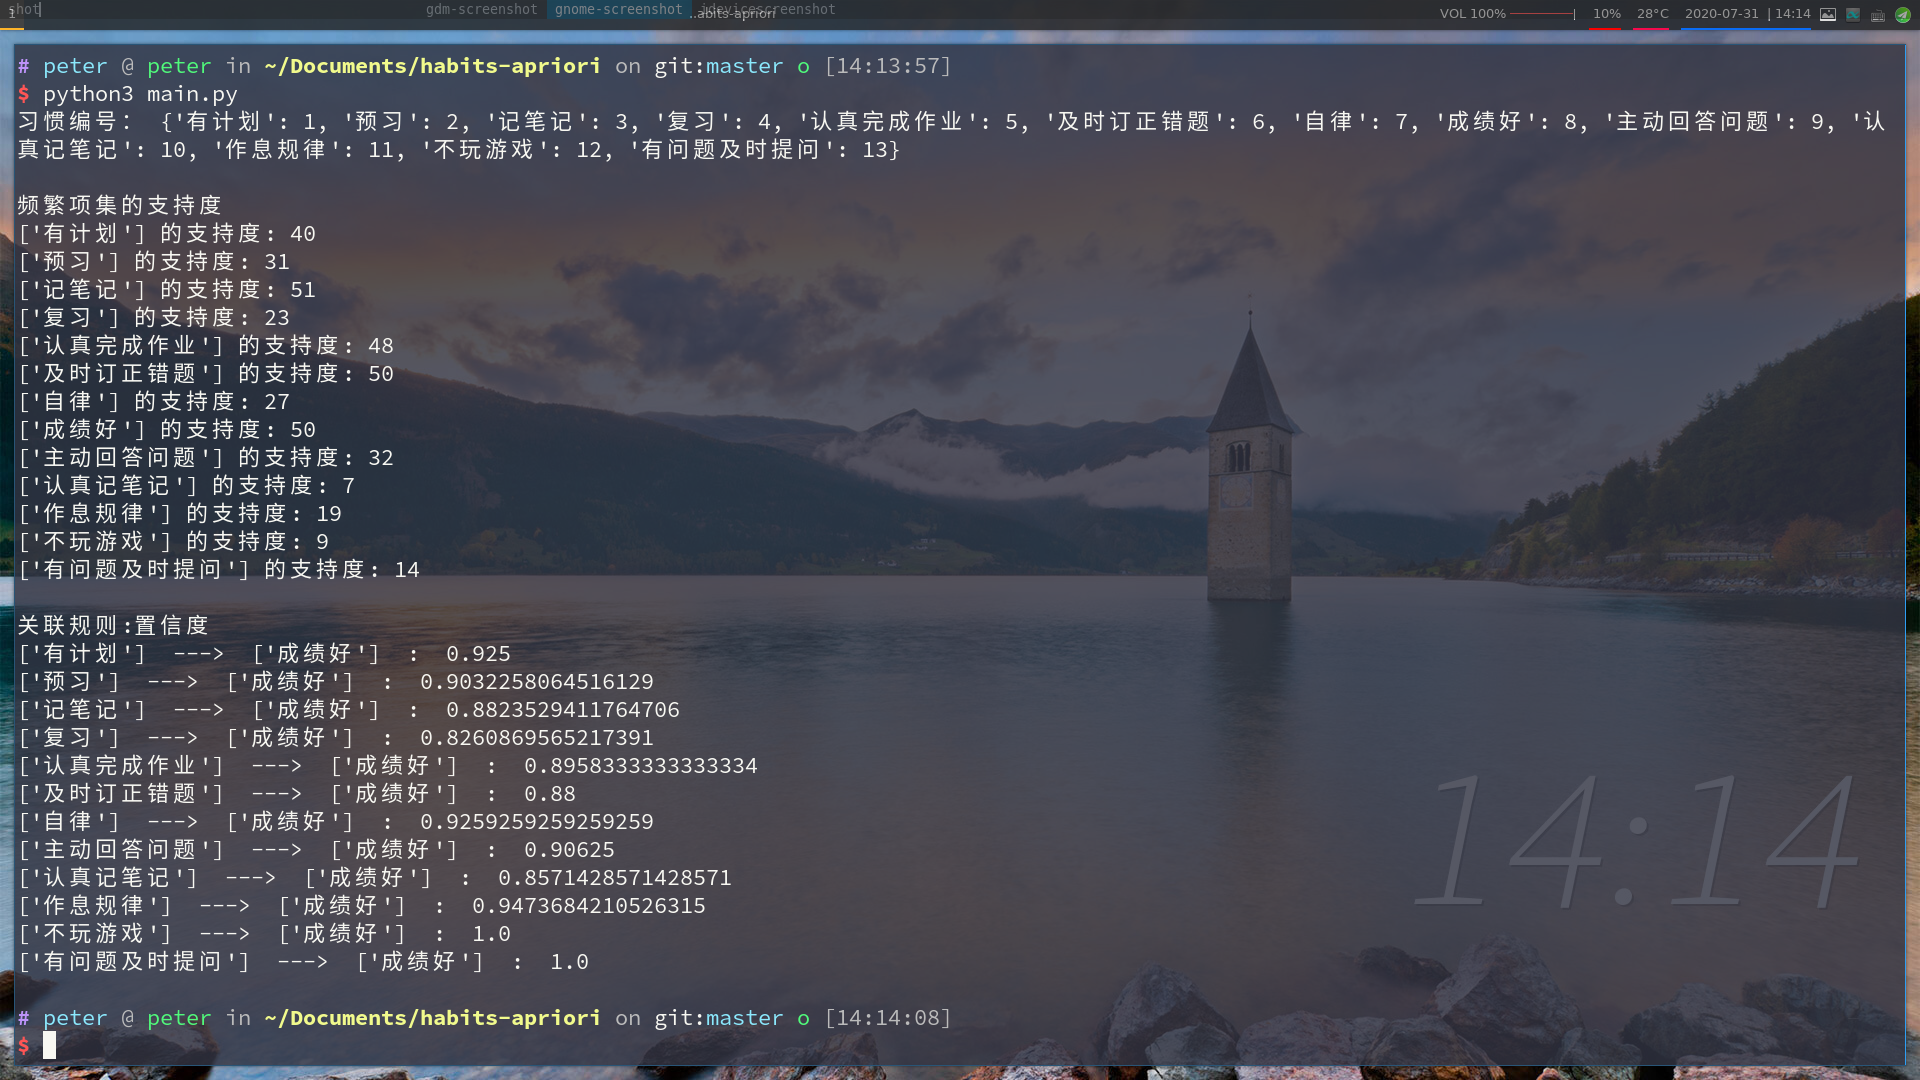 shot
gdm-screenshot gnome-screenshot idevicescreenshot
1 ..abits-apriori VOL 100% 10% 28°C 2020-07-31 | 14:14
# peter @ peter in ~/Documents/habits-apriori on git:master o [14:13:57]
$ python3 main.py
习惯编号： {'有计划': 1, '预习': 2, '记笔记': 3, '复习': 4, '认真完成作业': 5, '及时订正错题': 6, '自律': 7, '成绩好': 8, '主动回答问题': 9, '认
真记笔记': 10, '作息规律': 11, '不玩游戏': 12, '有问题及时提问': 13}
频繁项集的支持度
['有计划'] 的支持度: 40
['预习'] 的支持度: 31
['记笔记'] 的支持度: 51
['复习'] 的支持度: 23
['认真完成作业'] 的支持度: 48
['及时订正错题'] 的支持度: 50
['自律'] 的支持度: 27
['成绩好'] 的支持度: 50
['主动回答问题'] 的支持度: 32
['认真记笔记'] 的支持度: 7
['作息规律'] 的支持度: 19
['不玩游戏'] 的支持度: 9
['有问题及时提问'] 的支持度: 14
关联规则:置信度
['有计划'] ---> ['成绩好'] : 0.925
['预习'] ---> ['成绩好'] : 0.9032258064516129
['记笔记'] ---> ['成绩好'] : 0.8823529411764706
['复习'] ---> ['成绩好'] : 0.8260869565217391
['认真完成作业'] ---> ['成绩好'] : 0.8958333333333334
['及时订正错题'] ---> ['成绩好'] : 0.88
['自律'] ---> ['成绩好'] : 0.9259259259259259
['主动回答问题'] ---> ['成绩好'] : 0.90625
['认真记笔记'] ---> ['成绩好'] : 0.8571428571428571
['作息规律'] ---> ['成绩好'] : 0.9473684210526315
['不玩游戏'] ---> ['成绩好'] : 1.0
['有问题及时提问'] ---> ['成绩好'] : 1.0
14:14
# peter @ peter in ~/Documents/habits-apriori on git:master o [14:14:08]
$